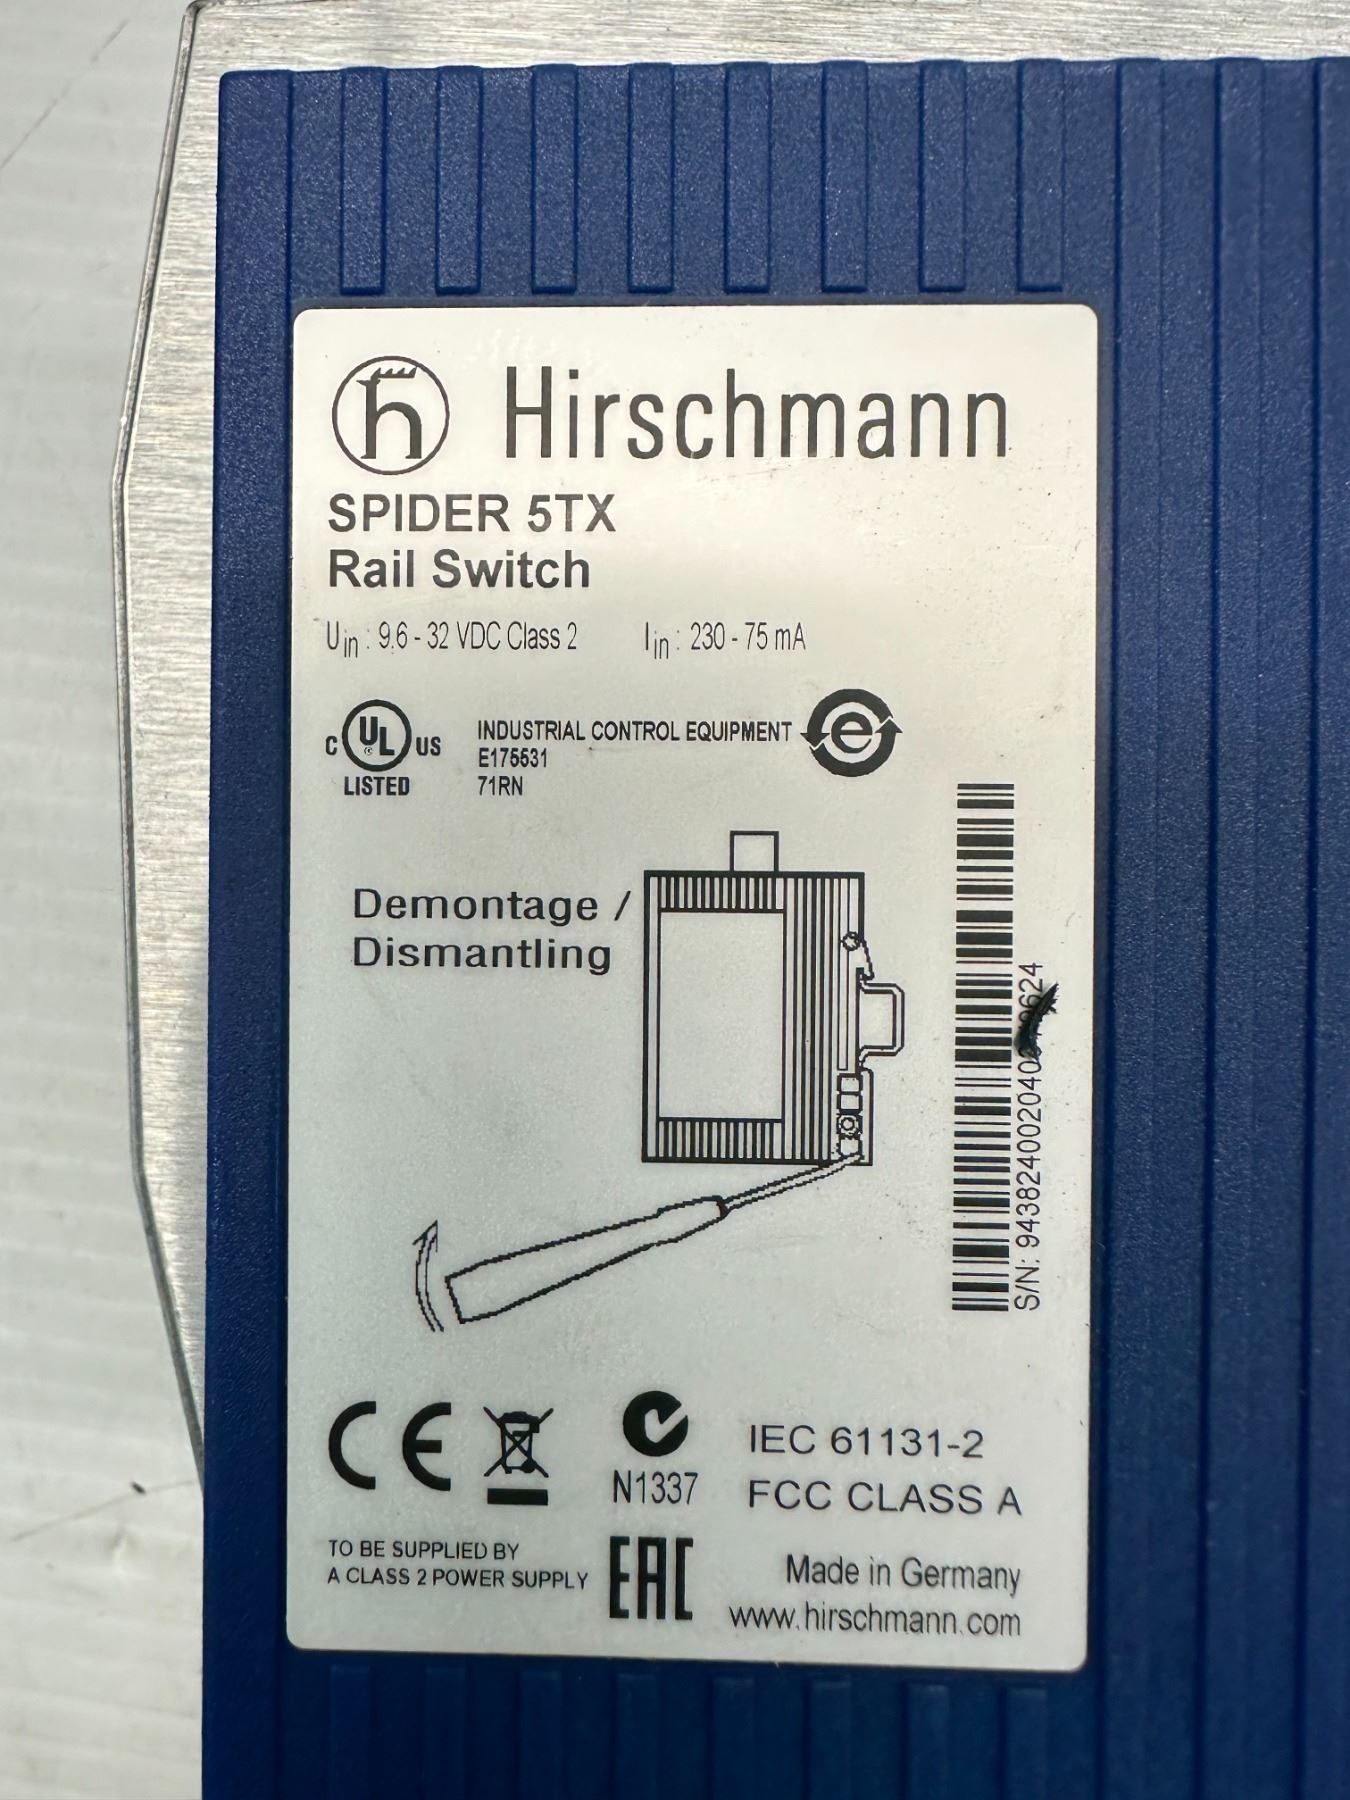 Hirschmann
SPIDER 5TX
Rail Switch
Uin : 9.6 - 32 VDC Class 2 Iin : 230 - 75 mA
C UL US
LISTED
INDUSTRIAL CONTROL EQUIPMENT
E175531
71RN
Demontage /
Dismantling
S/N:
CE
N1337
IEC 61131-2
FCC CLASS A
TO BE SUPPLIED BY
A CLASS 2 POWER SUPPLY
EAC
Made in Germany
www.hirschmann.com